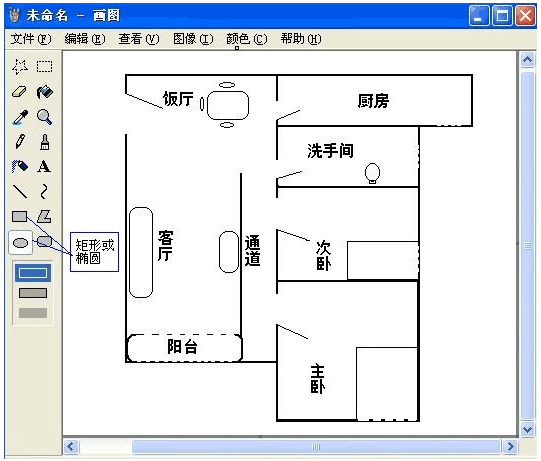 未命名 - 画图
文件(F) 编辑(E) 查看(V) 图像(I) 颜色(C) 帮助(H)
A
饭厅
厨房
洗手间
客厅
通道
次卧
矩形或
椭圆
阳台
主卧